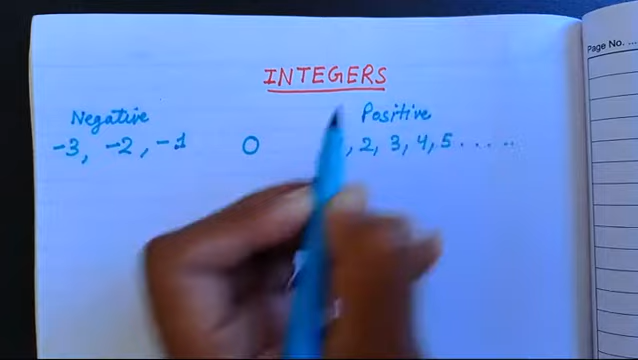 INTEGERS
Negative Positive
-3, -2, -1 0 , 2, 3, 4, 5 . . . . ..
Page No. ...